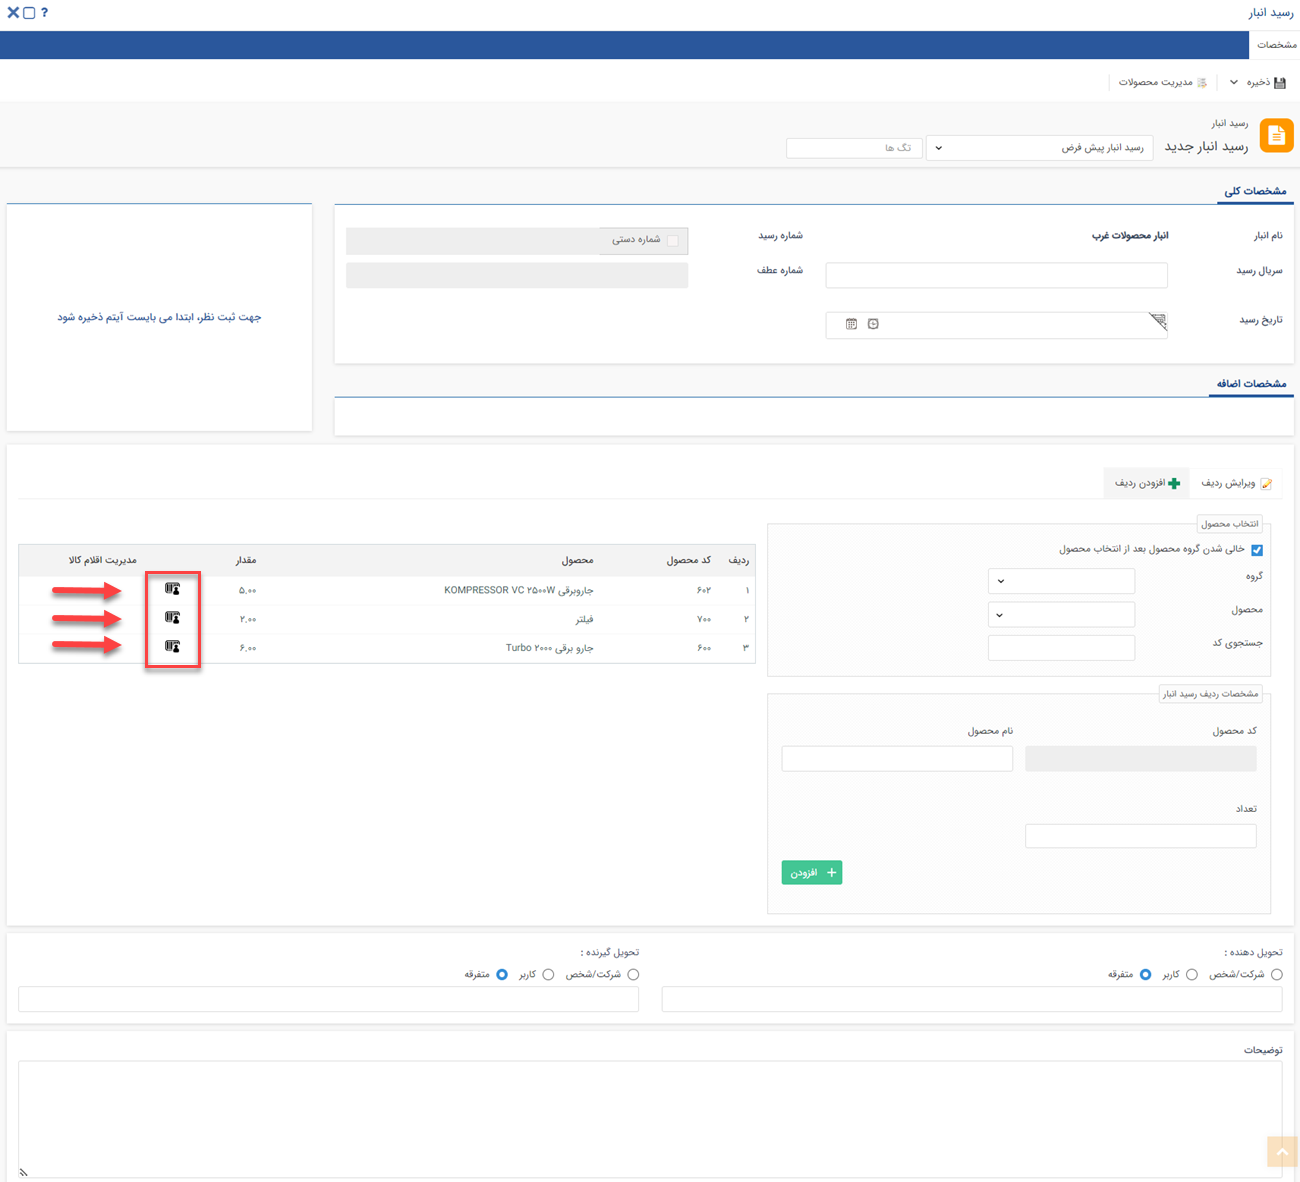 رسید انبار
?
مشخصات
ذخیره
مدیریت محصولات
رسید انبار
رسید انبار جدید
رسید انبار پیش فرض
تگ ها
مشخصات کلی
نام انبار
انبار محصولات غرب
شماره رسید
شماره دستی
سریال رسید
شماره عطف
تاریخ رسید
جهت ثبت نظر، ابتدا می بایست آیتم ذخیره شود
مشخصات اضافه
ویرایش ردیف
افزودن ردیف
انتخاب محصول
خالی شدن گروه محصول بعد از انتخاب محصول
گروه
محصول
جستجوی کد
ردیف کد محصول محصول مقدار مدیریت اقلام کالا
۱ ۶۰۲ جاروبرقی KOMPRESSOR VC ۲۵۰۰W ۵.۰۰
۲ ۷۰۰ فیلتر ۲.۰۰
۳ ۶۰۰ جارو برقی Turbo ۲۰۰۰ ۶.۰۰
مشخصات ردیف رسید انبار
کد محصول
نام محصول
تعداد
افزودن
تحویل دهنده :
شرکت/شخص کاربر متفرقه
تحویل گیرنده :
شرکت/شخص کاربر متفرقه
توضیحات